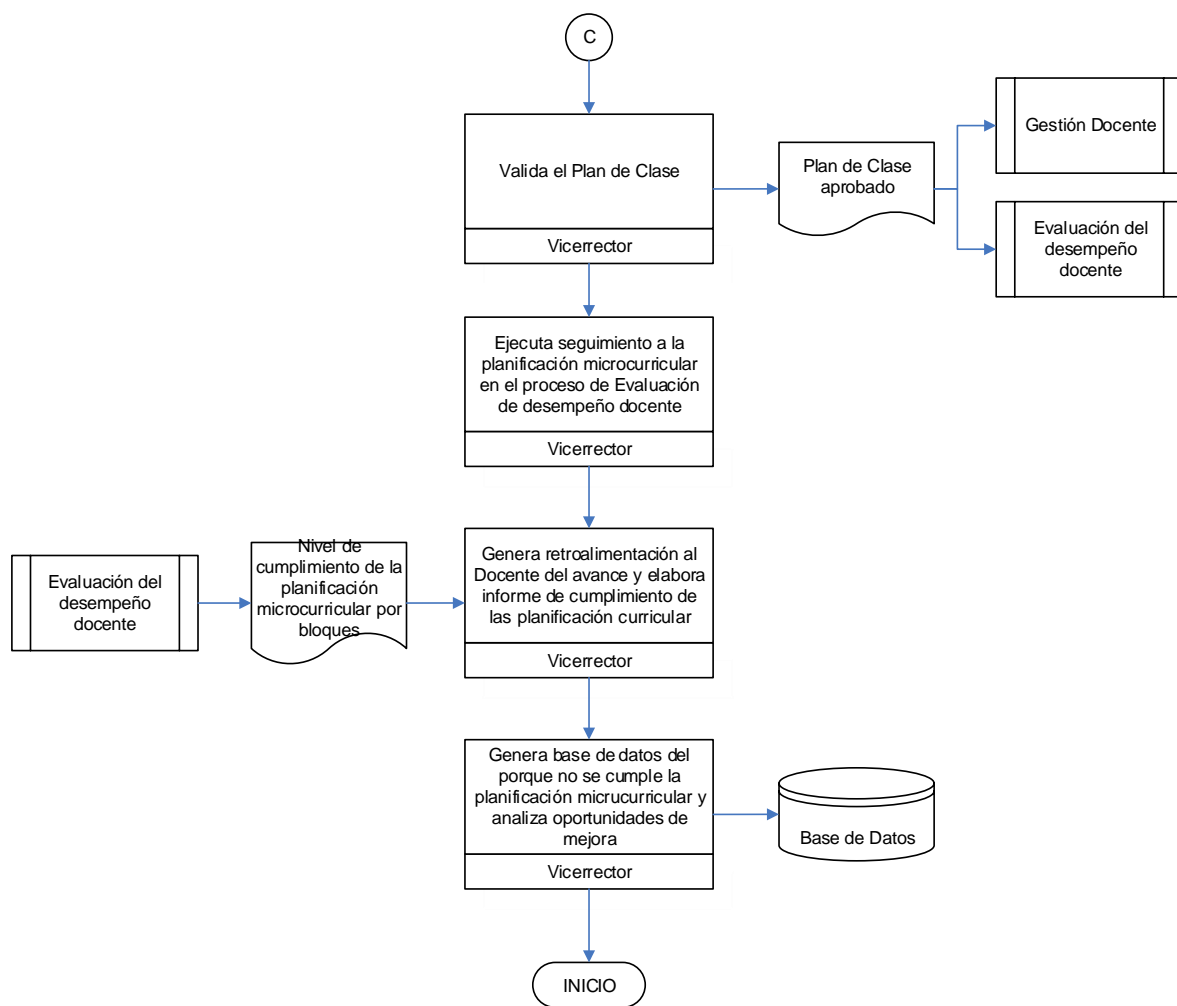 C
Valida el Plan de Clase
Vicerrector
Plan de Clase
aprobado
Gestión Docente
Evaluación del
desempeño
docente
Ejecuta seguimiento a la
planificación microcurricular
en el proceso de Evaluación
de desempeño docente
Vicerrector
Evaluación del
desempeño
docente
Nivel de
cumplimiento de la
planificación
microcurricular por
bloques
Genera retroalimentación al
Docente del avance y elabora
informe de cumplimiento de
las planificación curricular
Vicerrector
Genera base de datos del
porque no se cumple la
planificación micrucurricular y
analiza oportunidades de
mejora
Vicerrector
Base de Datos
INICIO